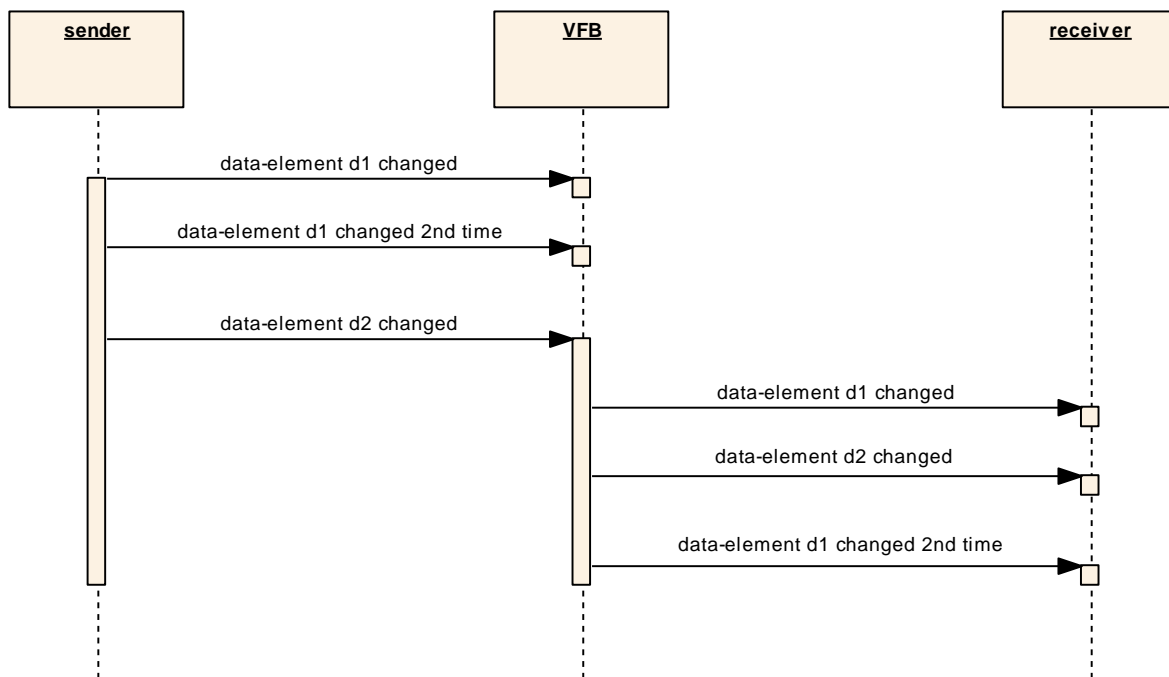 sender
VFB
receiver
data-element d1 changed
data-element d1 changed 2nd time
data-element d2 changed
data-element d1 changed
data-element d2 changed
data-element d1 changed 2nd time